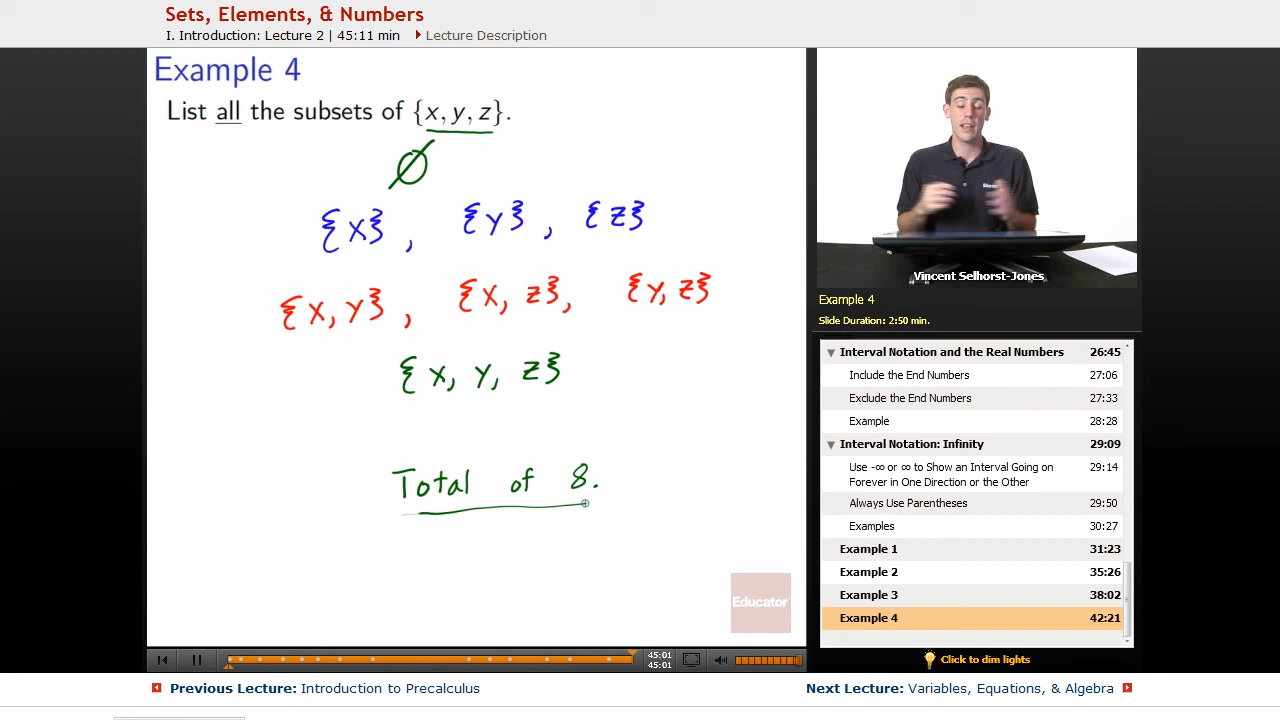 Sets, Elements, & Numbers
I. Introduction: Lecture 2 | 45:11 min Lecture Description
Example 4
List all the subsets of {x, y, z}.
∅
{x}, {y}, {z}
{x, y}, {x, z}, {y, z}
{x, y, z}
Total of 8.
Educator
Vincent Selhorst-Jones
Example 4
Slide Duration: 2:50 min.
Interval Notation and the Real Numbers 26:45
Include the End Numbers 27:06
Exclude the End Numbers 27:33
Example 28:28
Interval Notation: Infinity 29:09
Use -∞ or ∞ to Show an Interval Going on 29:14
Forever in One Direction or the Other
Always Use Parentheses 29:50
Examples 30:27
Example 1 31:23
Example 2 35:26
Example 3 38:02
Example 4 42:21
45:01
45:01
Click to dim lights
Previous Lecture: Introduction to Precalculus
Next Lecture: Variables, Equations, & Algebra